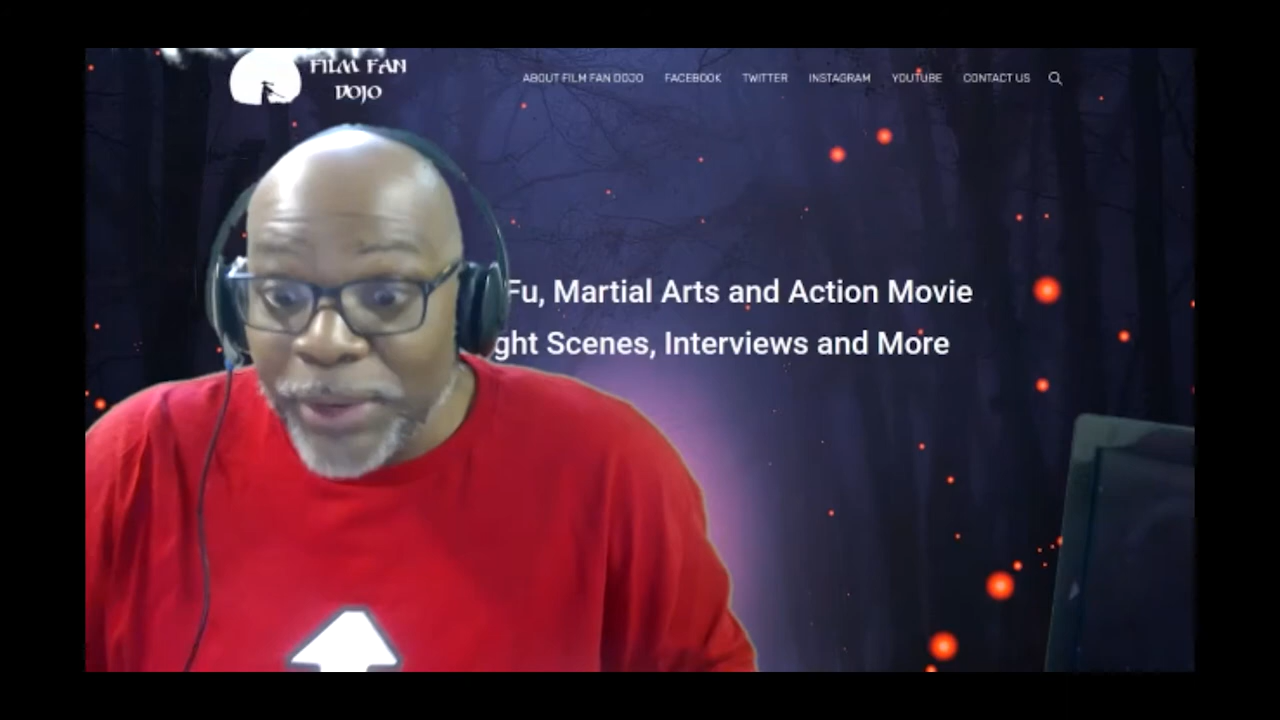 FILM FAN
DOJO
ABOUT FILM FAN DOJO FACEBOOK TWITTER INSTAGRAM YOUTUBE CONTACT US
Fu, Martial Arts and Action Movie
ght Scenes, Interviews and More